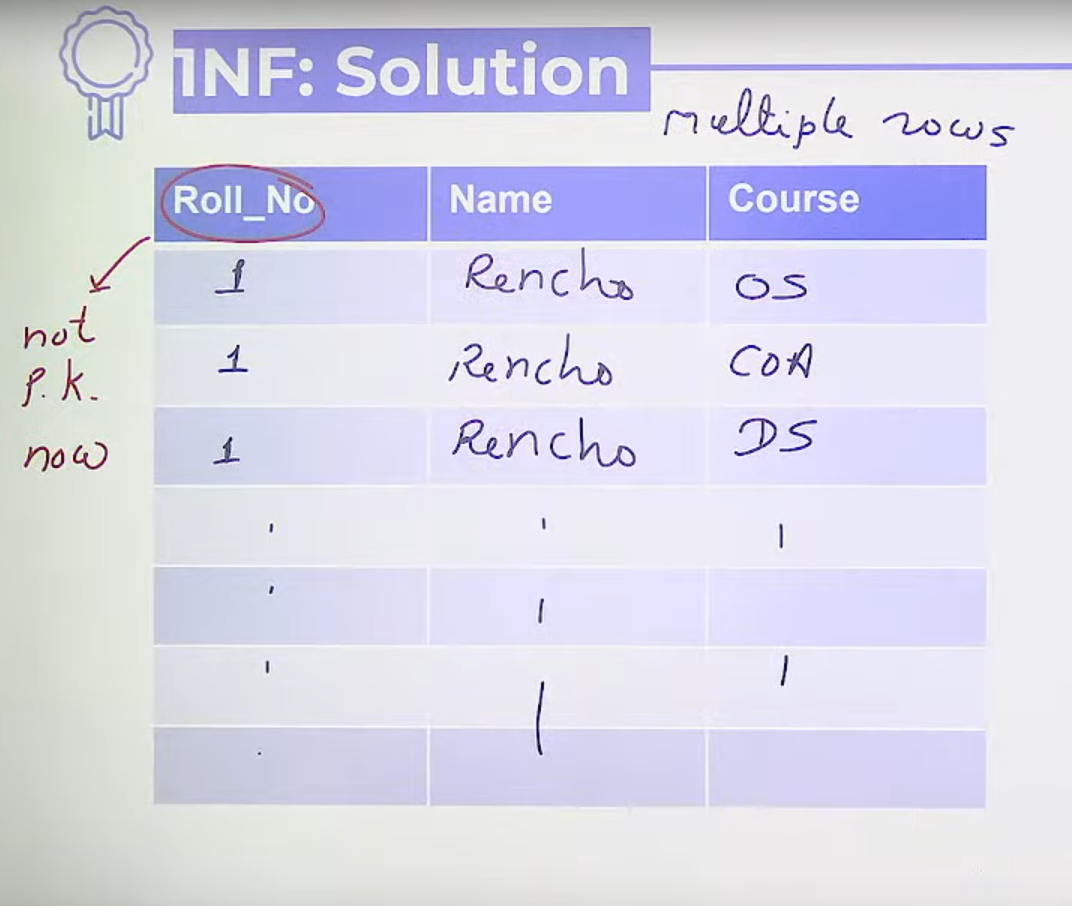 1NF: Solution
multiple rows
Roll_No Name Course
1 Rencho OS
not
1 Rencho COA
p.k.
1 Rencho DS
now